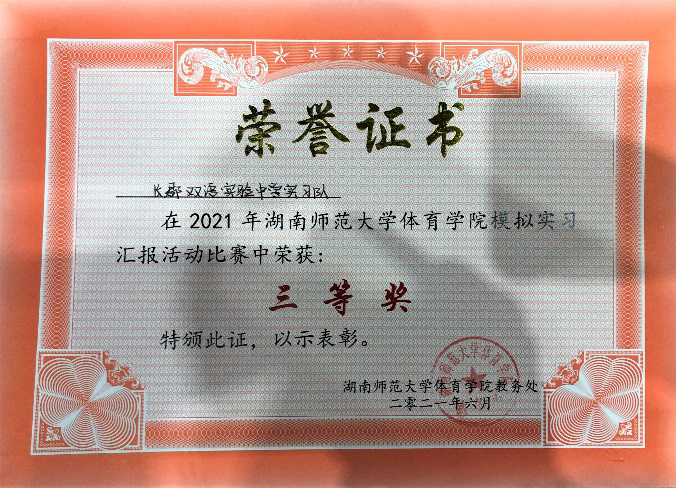 荣誉证书
长郡双语实验中学实习队
在2021年湖南师范大学体育学院模拟实习
汇报活动比赛中荣获：
三等奖
特颁此证，以示表彰。
湖南师范大学体育学院教务处
二零二一年六月